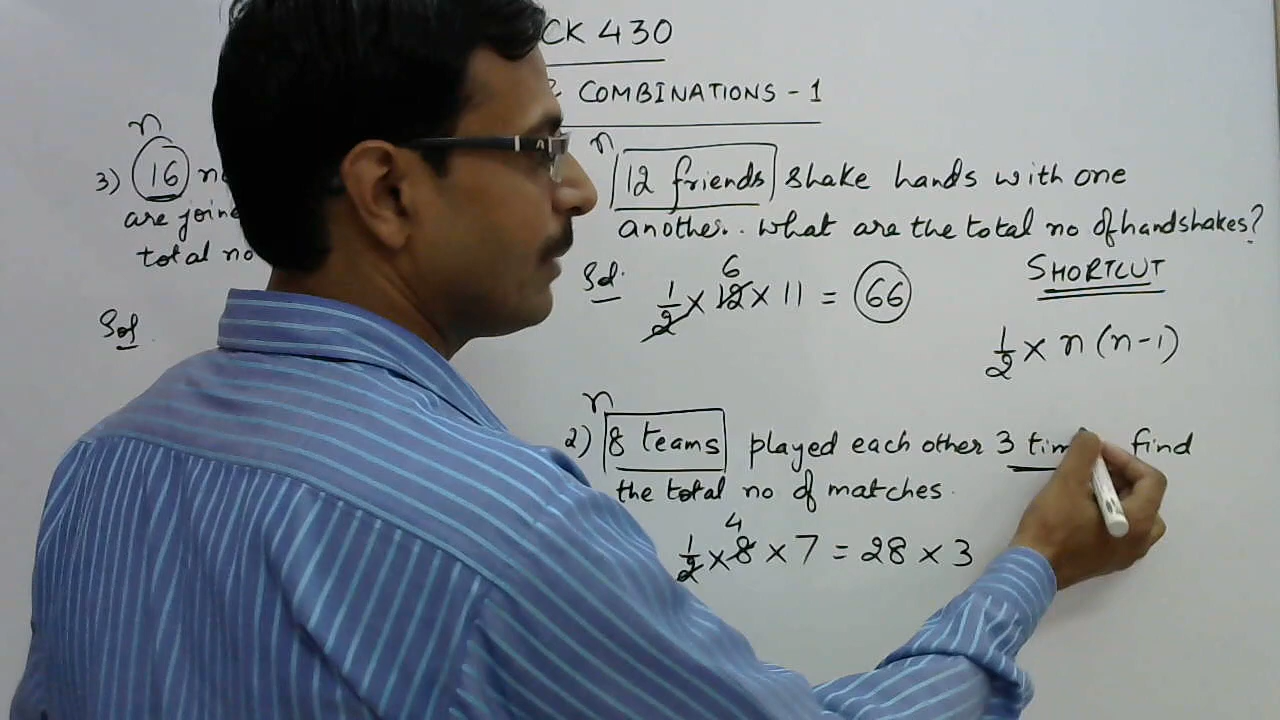 CK 430
COMBINATIONS - 1
n
12 friends shake hands with one
another. What are the total no of handshakes?
Sol.
6
1/2 × 12 × 11 = 66
SHORTCUT
1/2 × n (n-1)
n
2) 8 teams played each other 3 find
the total no of matches.
4
1/2 × 8 × 7 = 28 × 3
n
3) 16
are
total no
Sol.